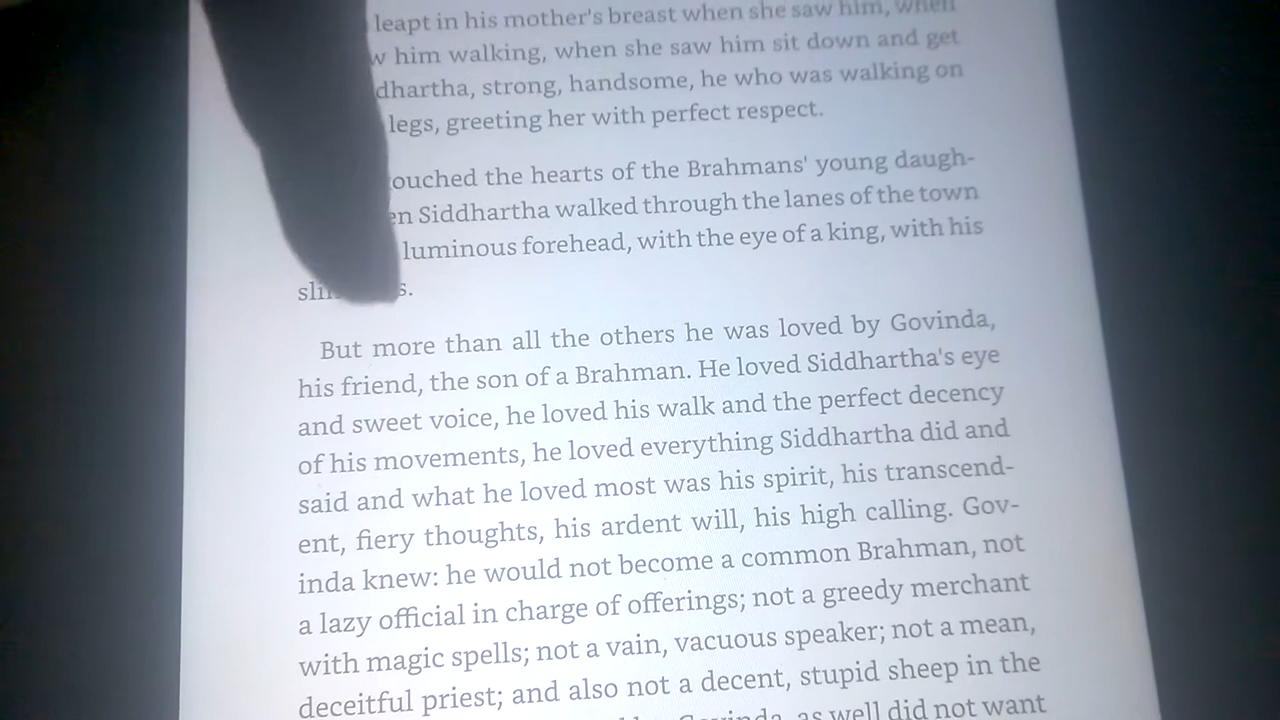 leapt in his mother's breast when she saw him, when
him walking, when she saw him sit down and get
strong, handsome, he who was walking on
legs, greeting her with perfect respect.
the hearts of the Brahmans' young daugh-
Siddhartha walked through the lanes of the town
luminous forehead, with the eye of a king, with his
But more than all the others he was loved by Govinda,
his friend, the son of a Brahman. He loved Siddhartha's eye
and sweet voice, he loved his walk and the perfect decency
of his movements, he loved everything Siddhartha did and
said and what he loved most was his spirit, his transcend-
ent, fiery thoughts, his ardent will, his high calling. Gov-
inda knew: he would not become a common Brahman, not
a lazy official in charge of offerings; not a greedy merchant
with magic spells; not a vain, vacuous speaker; not a mean,
deceitful priest; and also not a decent, stupid sheep in the
Govinda, as well did not want